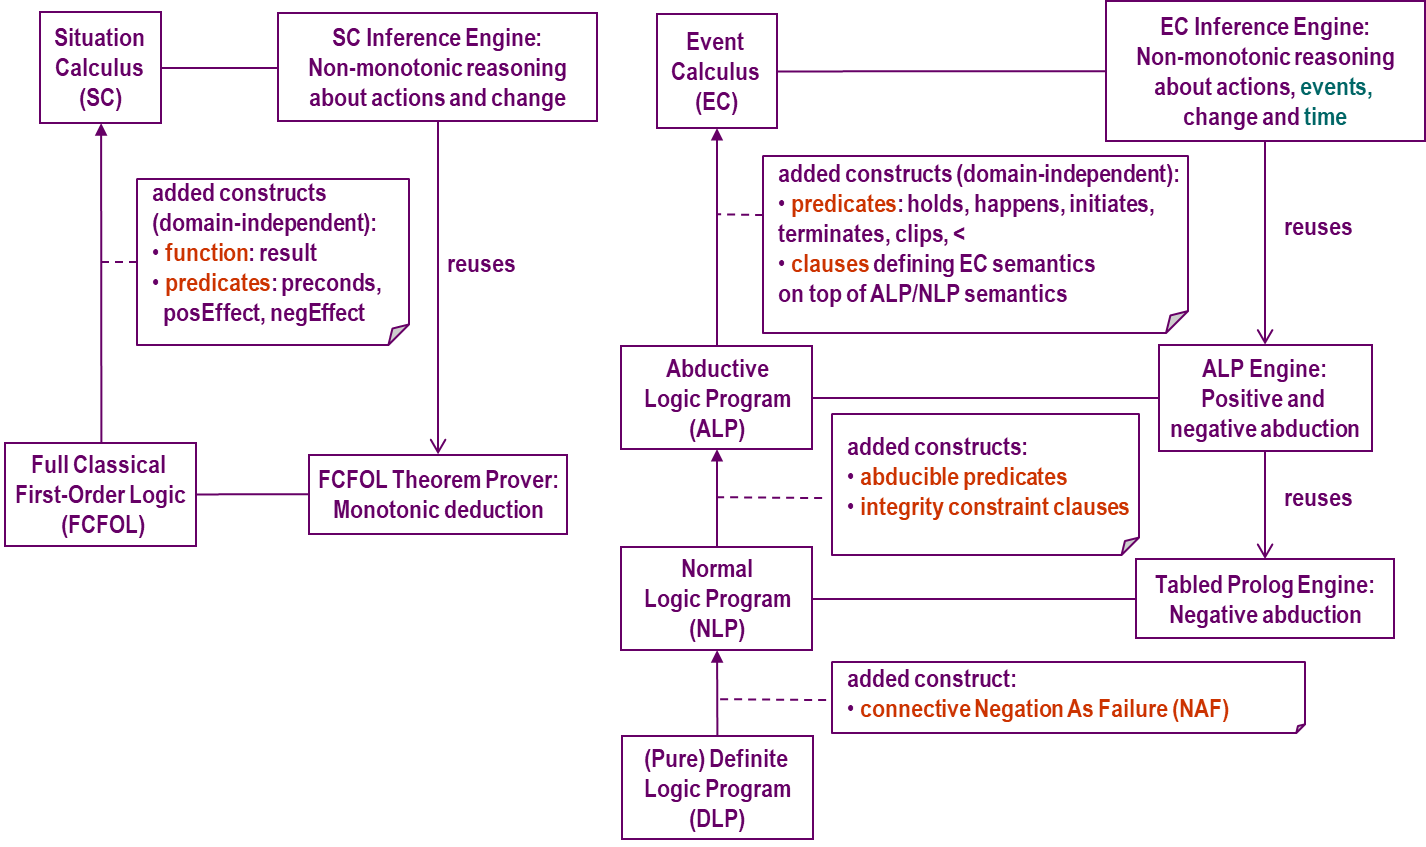 Situation
Calculus
(SC)
SC Inference Engine:
Non-monotonic reasoning
about actions and change
added constructs
(domain-independent):
• function: result
• predicates: preconds,
posEffect, negEffect
reuses
Full Classical
First-Order Logic
(FCFOL)
FCFOL Theorem Prover:
Monotonic deduction
Event
Calculus
(EC)
EC Inference Engine:
Non-monotonic reasoning
about actions, events,
change and time
added constructs (domain-independent):
• predicates: holds, happens, initiates,
terminates, clips, <
• clauses defining EC semantics
on top of ALP/NLP semantics
reuses
Abductive
Logic Program
(ALP)
ALP Engine:
Positive and
negative abduction
added constructs:
• abducible predicates
• integrity constraint clauses
reuses
Normal
Logic Program
(NLP)
Tabled Prolog Engine:
Negative abduction
added construct:
• connective Negation As Failure (NAF)
(Pure) Definite
Logic Program
(DLP)